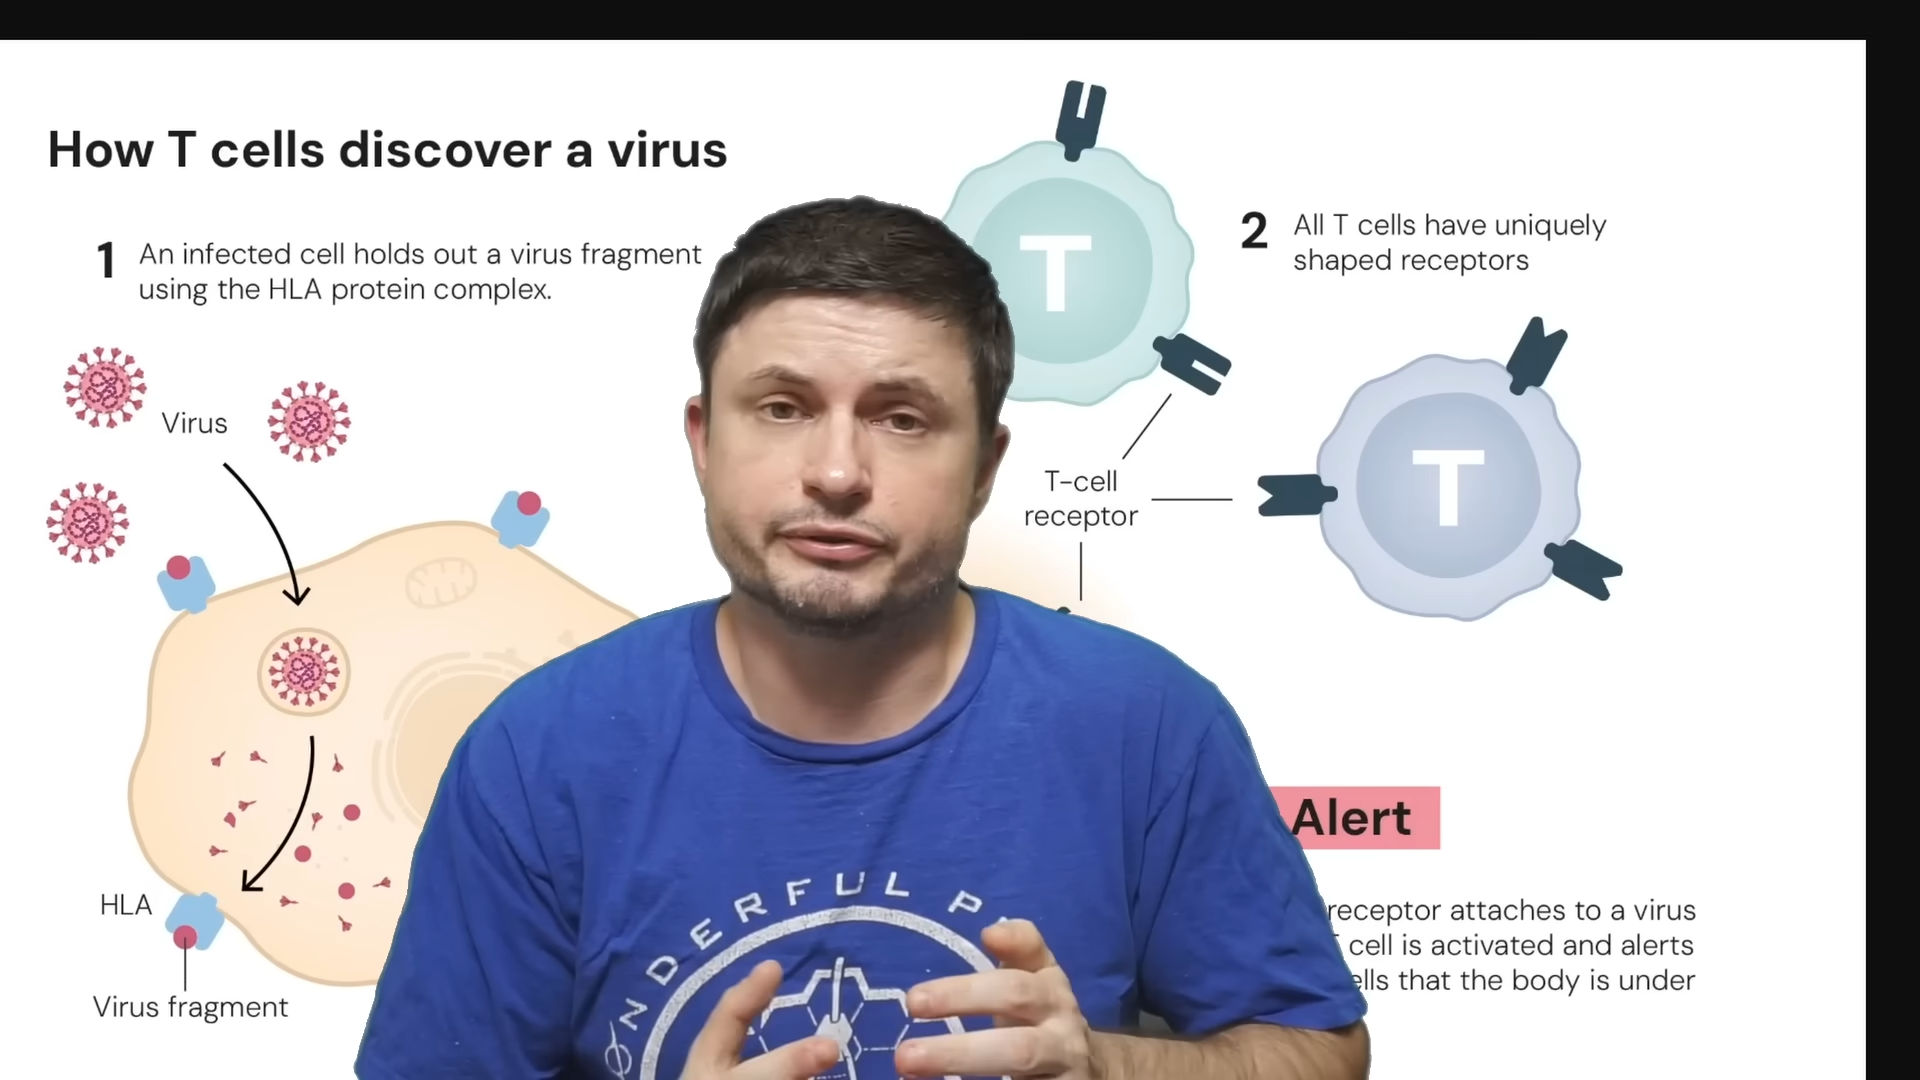 How T cells discover a virus
1 An infected cell holds out a virus fragment
using the HLA protein complex.
Virus
HLA
Virus fragment
T
2 All T cells have uniquely
shaped receptors
T-cell
receptor
T
Alert
receptor attaches to a virus
cell is activated and alerts
that the body is under
NDERFUL P